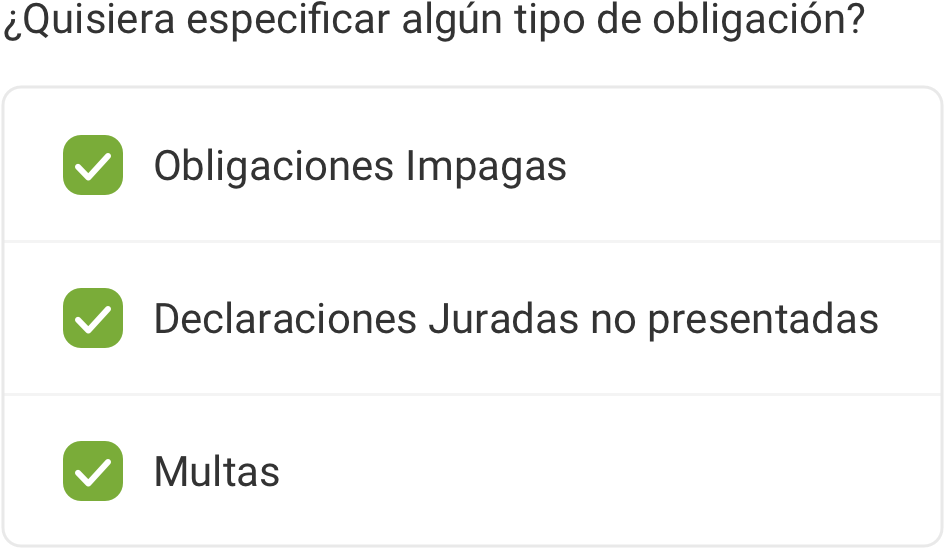 ¿Quisiera especificar algún tipo de obligación?
Obligaciones Impagas
Declaraciones Juradas no presentadas
Multas